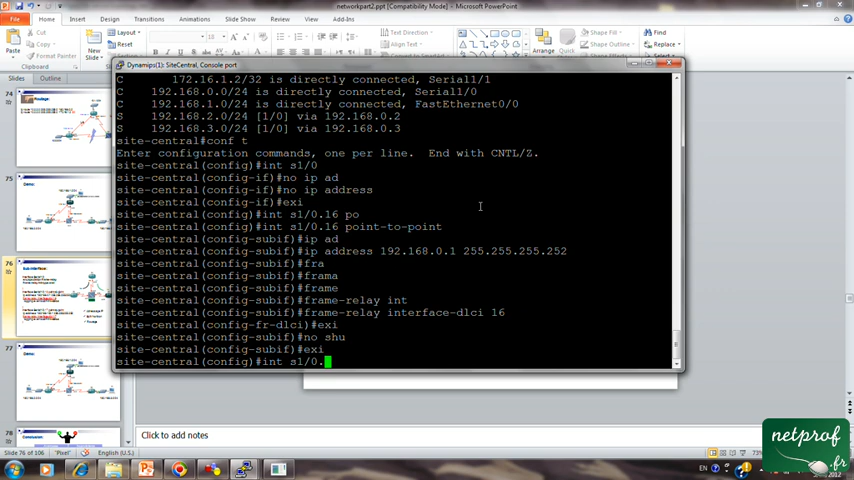 networkpart2.ppt [Compatibility Mode] - Microsoft PowerPoint
File
Home
Insert
Design
Transitions
Animations
Slide Show
Review
View
Add-Ins
Layout
Reset
Paste
New
Slide
Text Direction
Align Text
Arrange
Quick
Shape Fill
Shape Outline
Shape Effects
Find
Replace
Select
Slides
Outline
Dynamips(1): SiteCentral, Console port
C       172.16.1.2/32 is directly connected, Serial1/1
C    192.168.0.0/24 is directly connected, Serial1/0
C    192.168.1.0/24 is directly connected, FastEthernet0/0
S    192.168.2.0/24 [1/0] via 192.168.0.2
S    192.168.3.0/24 [1/0] via 192.168.0.3
site-central#conf t
Enter configuration commands, one per line.  End with CNTL/Z.
site-central(config)#int s1/0
site-central(config-if)#no ip ad
site-central(config-if)#no ip address
site-central(config-if)#exi
site-central(config)#int s1/0.16 po
site-central(config)#int s1/0.16 point-to-point
site-central(config-subif)#ip ad
site-central(config-subif)#ip address 192.168.0.1 255.255.255.252
site-central(config-subif)#fra
site-central(config-subif)#frama
site-central(config-subif)#frame
site-central(config-subif)#frame-relay int
site-central(config-subif)#frame-relay interface-dlci 16
site-central(config-fr-dlci)#exi
site-central(config-subif)#no shu
site-central(config-subif)#exi
site-central(config)#int s1/0.
74
75
76
77
78
Click to add notes
Slide 76 of 106
"Pixel"
English (U.S.)
EN
netprof
.fr